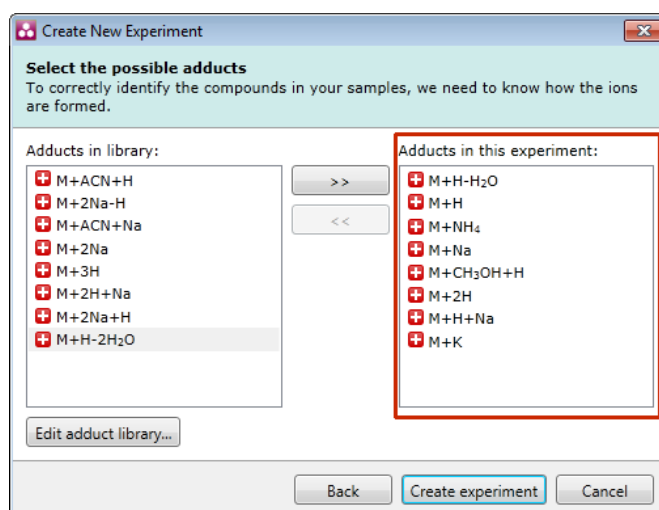 Create New Experiment
Select the possible adducts
To correctly identify the compounds in your samples, we need to know how the ions
are formed.
Adducts in library:
M+ACN+H
M+2Na-H
M+ACN+Na
M+2Na
M+3H
M+2H+Na
M+2Na+H
M+H-2H₂O
Edit adduct library...
>>
<<
Adducts in this experiment:
M+H-H₂O
M+H
M+NH₄
M+Na
M+CH₃OH+H
M+2H
M+H+Na
M+K
Back
Create experiment
Cancel